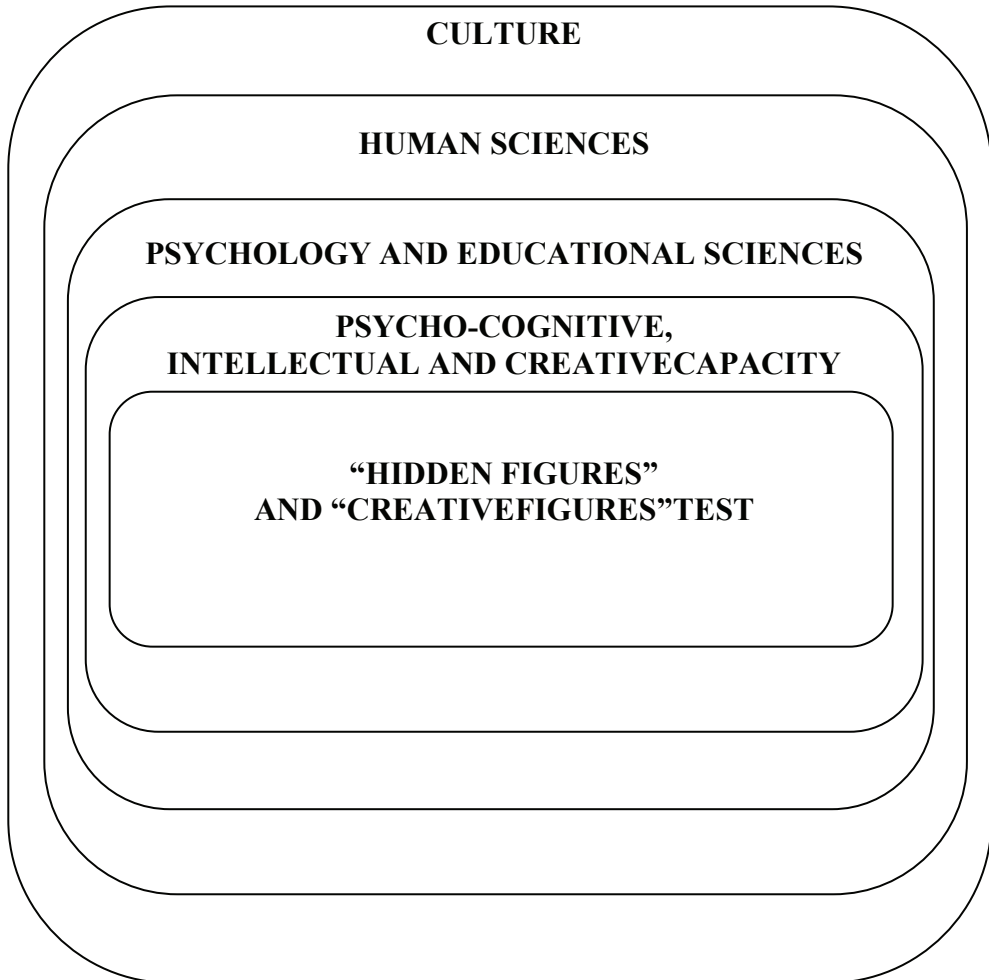 CULTURE
HUMAN SCIENCES
PSYCHOLOGY AND EDUCATIONAL SCIENCES
PSYCHO-COGNITIVE,
INTELLECTUAL AND CREATIVECAPACITY
“HIDDEN FIGURES”
AND “CREATIVEFIGURES”TEST